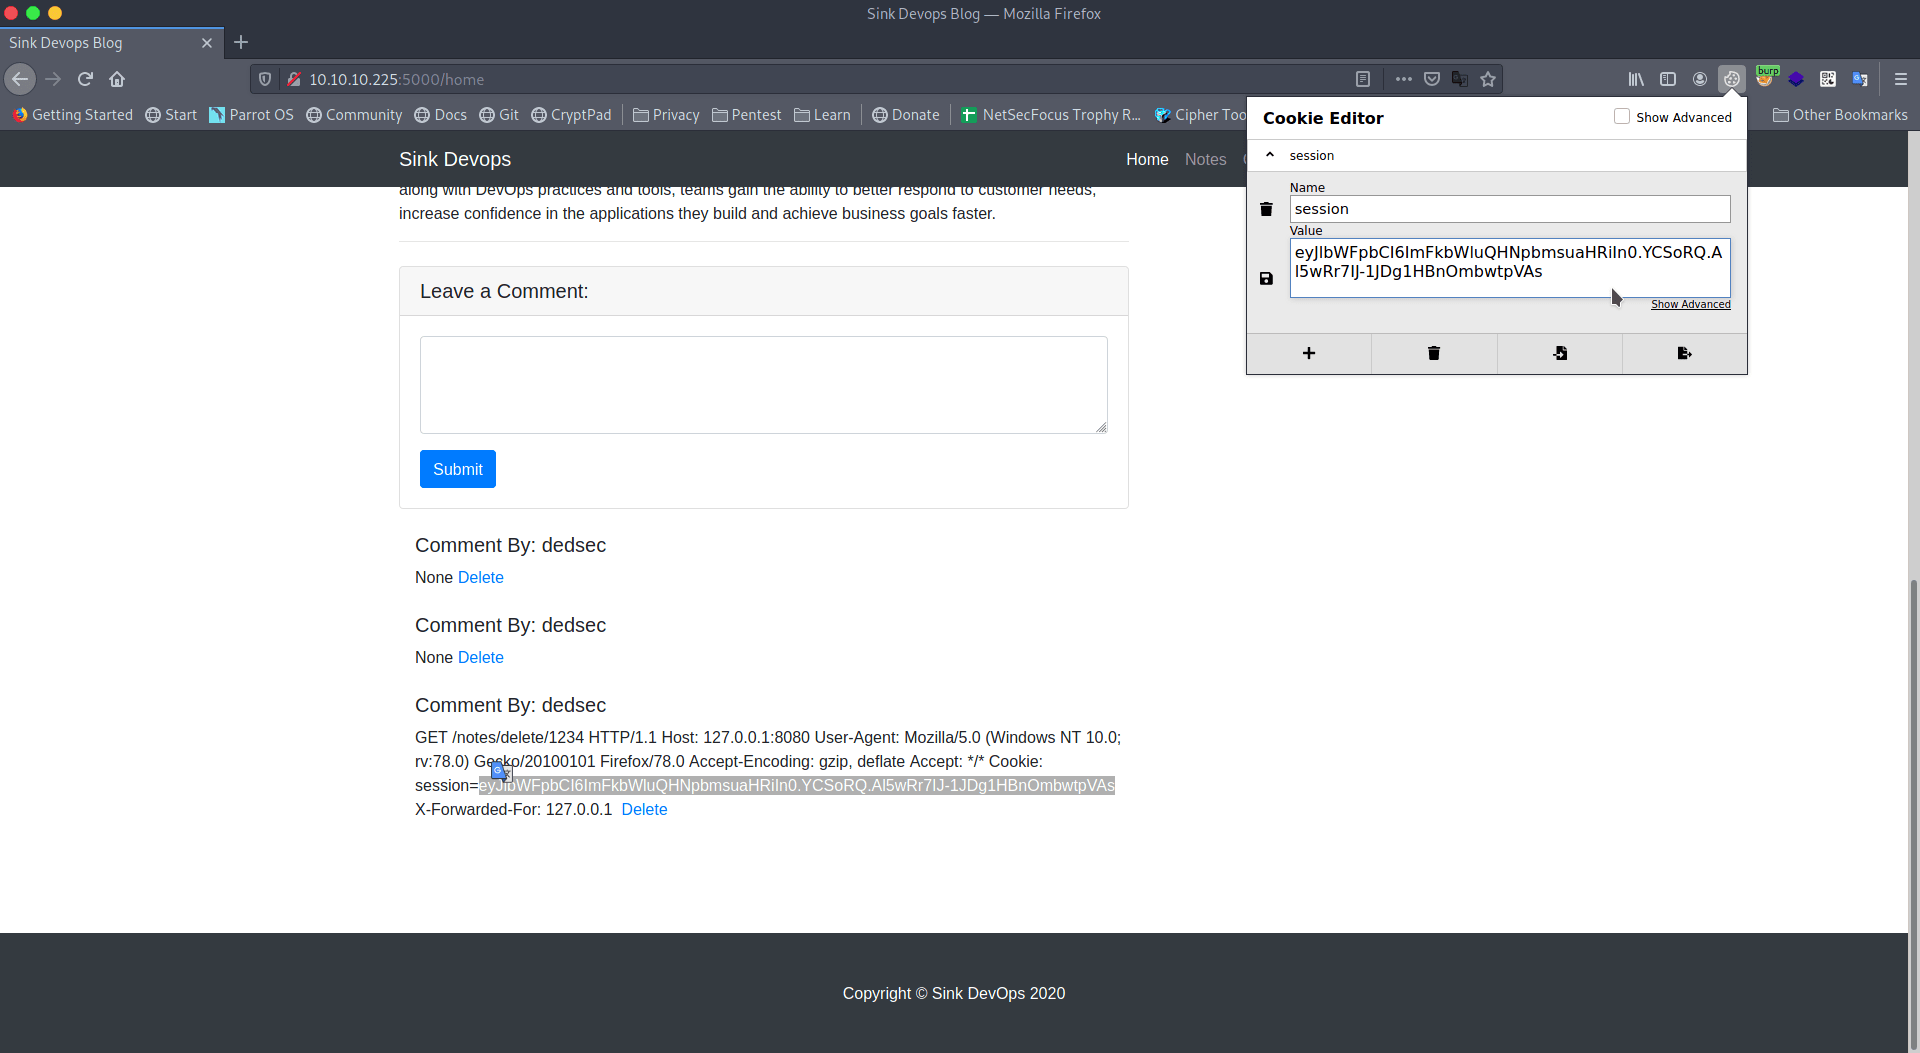 Sink Devops Blog — Mozilla Firefox
Sink Devops Blog
10.10.10.225:5000/home
burp
Getting Started
Start
Parrot OS
Community
Docs
Git
CryptPad
Privacy
Pentest
Learn
Donate
NetSecFocus Trophy R...
Cipher Too
Other Bookmarks
Sink Devops
Home
Notes
along with DevOps practices and tools, teams gain the ability to better respond to customer needs,
increase confidence in the applications they build and achieve business goals faster.
Leave a Comment:
Submit
Comment By: dedsec
None Delete
Comment By: dedsec
None Delete
Comment By: dedsec
GET /notes/delete/1234 HTTP/1.1 Host: 127.0.0.1:8080 User-Agent: Mozilla/5.0 (Windows NT 10.0;
rv:78.0) Gecko/20100101 Firefox/78.0 Accept-Encoding: gzip, deflate Accept: */* Cookie:
session=eyJlbWFpbCI6ImFkbWluQHNpbmsuaHRiIn0.YCSoRQ.Al5wRr7IJ-1JDg1HBnOmbwtpVAs
X-Forwarded-For: 127.0.0.1 Delete
Copyright © Sink DevOps 2020
Cookie Editor
Show Advanced
session
Name
session
Value
eyJlbWFpbCI6ImFkbWluQHNpbmsuaHRiIn0.YCSoRQ.A
l5wRr7IJ-1JDg1HBnOmbwtpVAs
Show Advanced